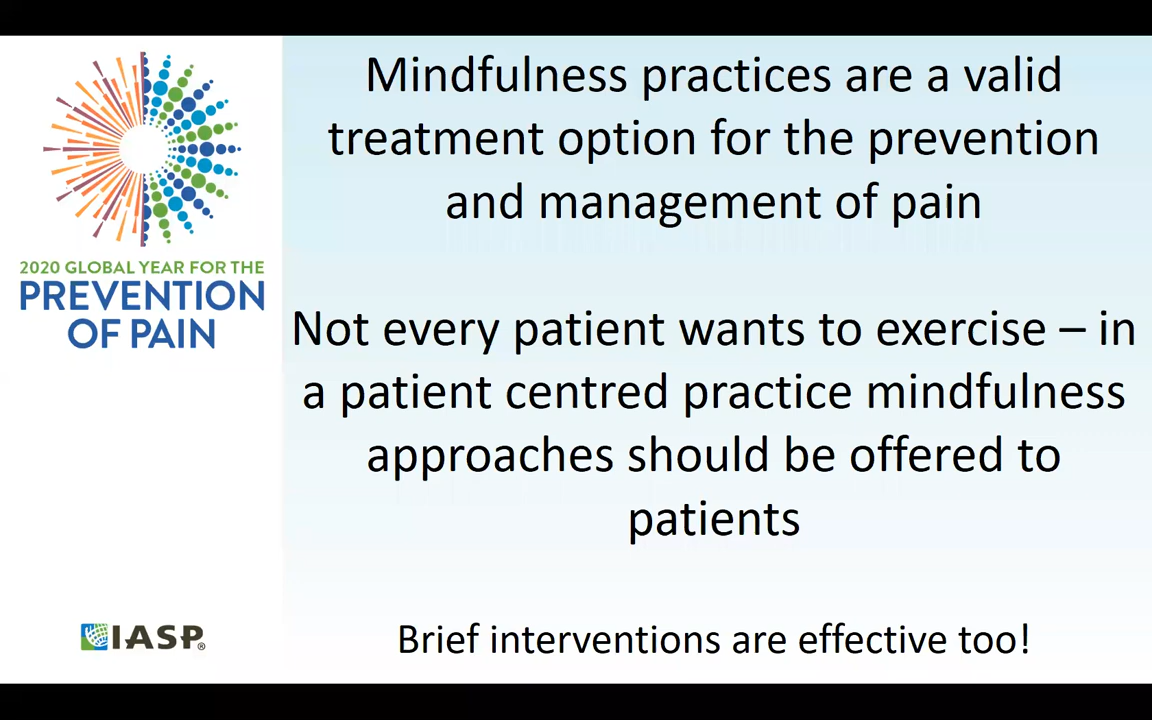 2020 GLOBAL YEAR FOR THE
PREVENTION
OF PAIN
IASP®
Mindfulness practices are a valid
treatment option for the prevention
and management of pain
Not every patient wants to exercise – in
a patient centred practice mindfulness
approaches should be offered to
patients
Brief interventions are effective too!